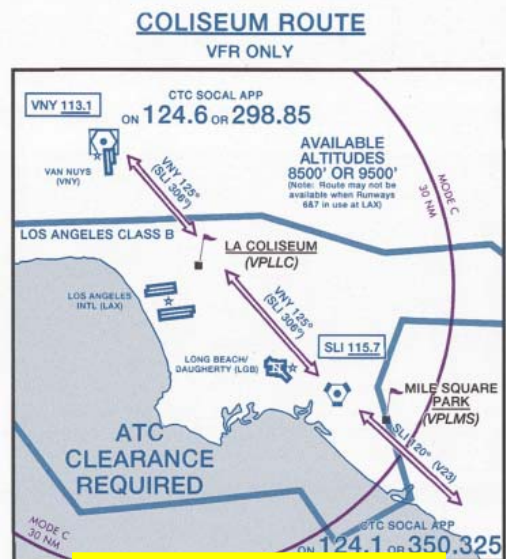 COLISEUM ROUTE
VFR ONLY
VNY 113.1
CTC SOCAL APP
ON 124.6 OR 298.85
VAN NUYS
(VNY)
AVAILABLE
ALTITUDES
8500' OR 9500'
(Note: Route may not be
available when Runways
6&7 in use at LAX)
MODE C
30 NM
VNY 125°
(SLI 306°)
LOS ANGELES CLASS B
LA COLISEUM
(VPLLC)
LOS ANGELES
INTL (LAX)
VNY 125°
(SLI 306°)
LONG BEACH/
DAUGHERTY (LGB)
SLI 115.7
MILE SQUARE
PARK
(VPLMS)
SLI 120° (V23)
ATC
CLEARANCE
REQUIRED
MODE C
30 NM
CTC SOCAL APP
ON 124.1 OR 350.325